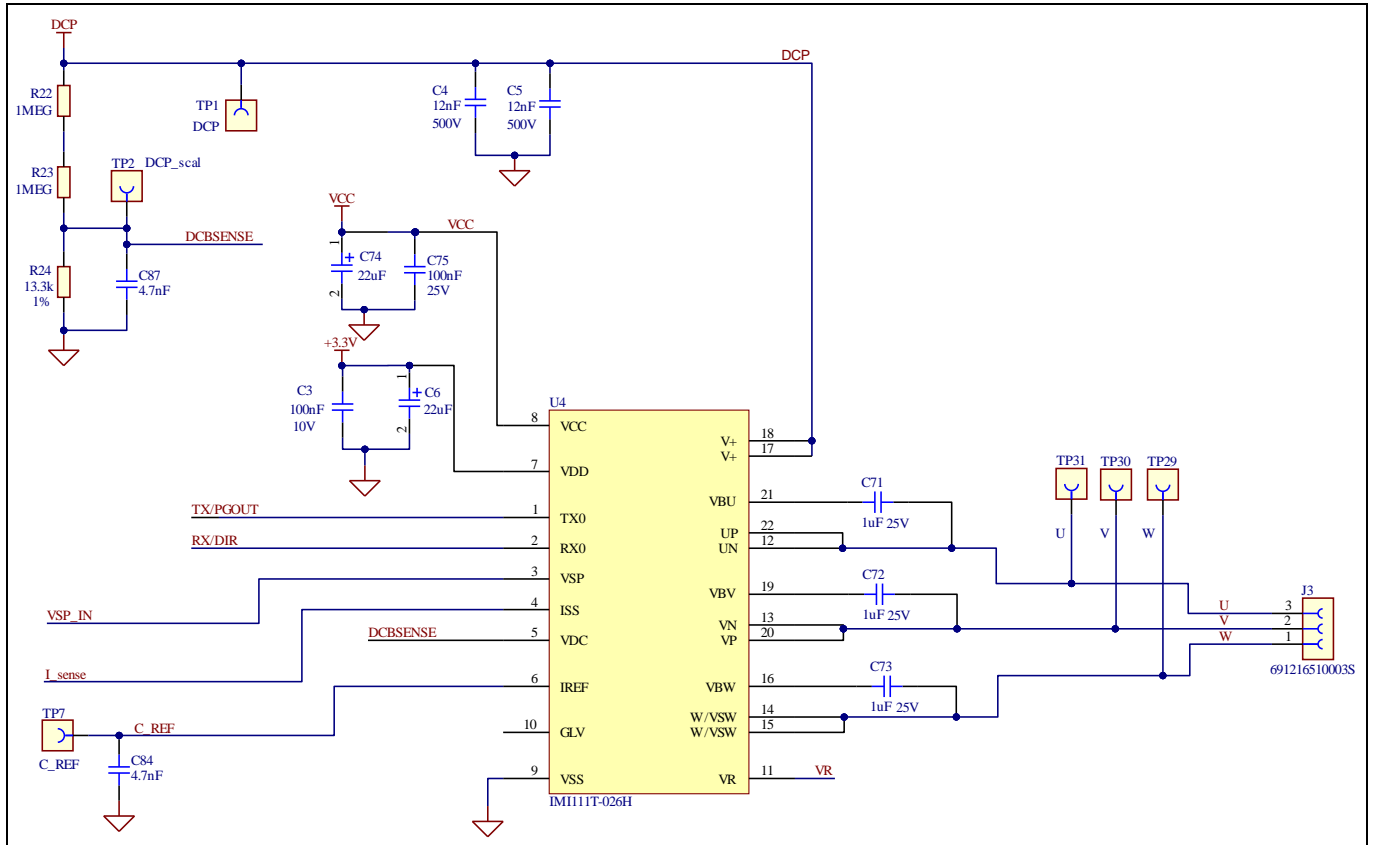 DCP
DCP
R22
1MEG
TP1
DCP
C4
12nF
500V
C5
12nF
500V
R23
1MEG
TP2
DCP_scal
DCBSENSE
R24
13.3k
1%
C87
4.7nF
VCC
VCC
1
C74
22uF
2
C75
100nF
25V
+3.3V
C3
100nF
10V
1
C6
22uF
2
U4
8 VCC
7 VDD
TX/PGOUT 1 TX0
RX/DIR 2 RX0
3 VSP
VSP_IN
4 ISS
DCBSENSE 5 VDC
I_sense
6 IREF
TP7
C_REF
C_REF
C84
4.7nF
10 GLV
9 VSS
V+ 18
V+ 17
VBU 21
C71
1uF 25V
UP 22
UN 12
VBV 19
C72
1uF 25V
VN 13
VP 20
VBW 16
C73
1uF 25V
W/VSW 14
W/VSW 15
VR 11 VR
IMI111T-026H
TP31
TP30
TP29
U
V
W
J3
U 3
V 2
W 1
691216510003S